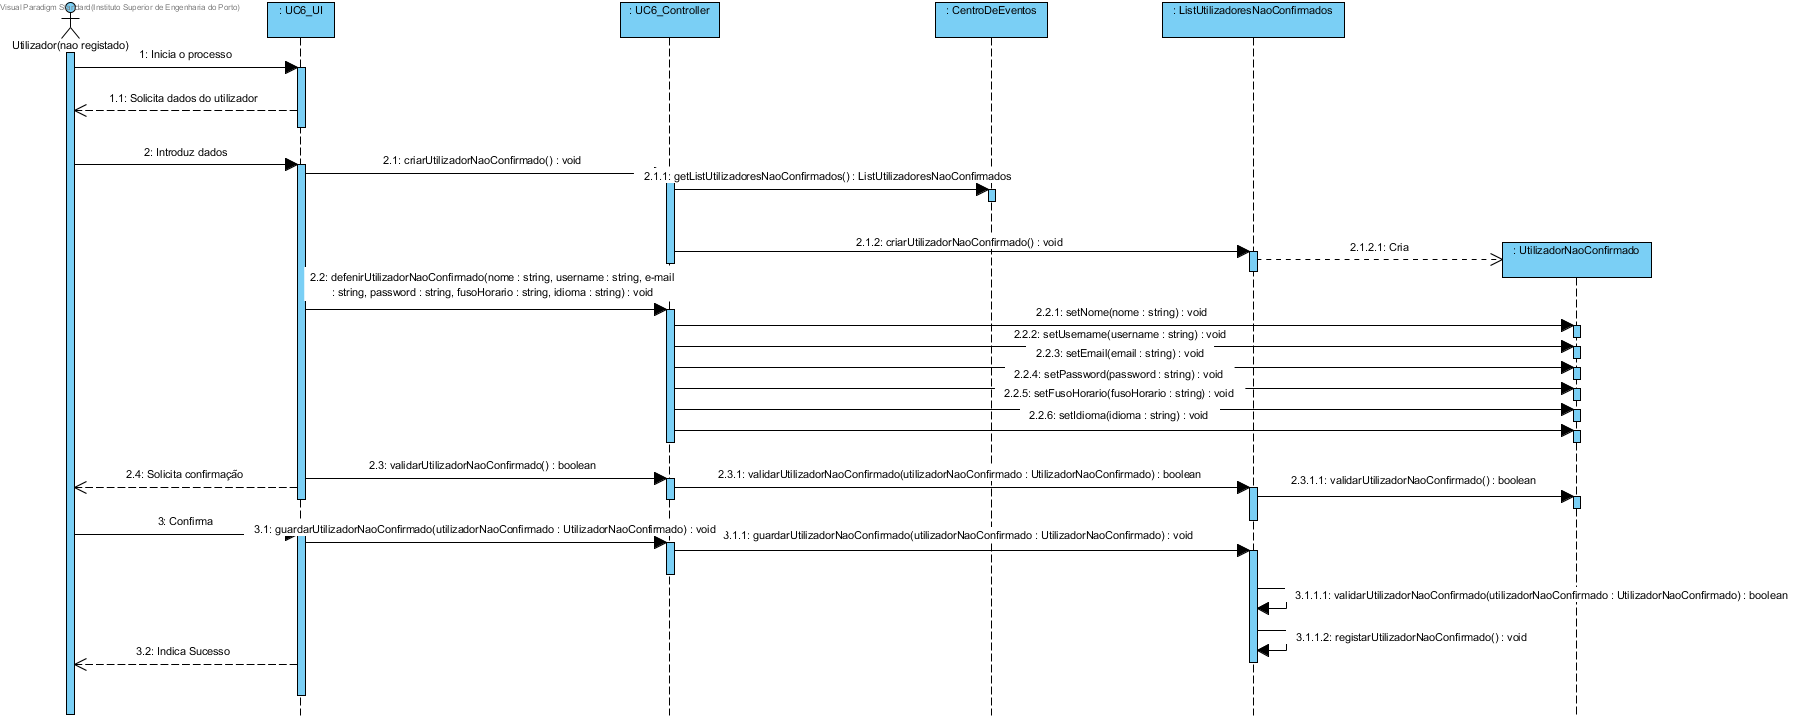 Visual Paradigm Standard(Instituto Superior de Engenharia do Porto)
: UC6_UI
: UC6_Controller
: CentroDeEventos
: ListUtilizadoresNaoConfirmados
Utilizador(nao registado)
1: Inicia o processo
1.1: Solicita dados do utilizador
2: Introduz dados
2.1: criarUtilizadorNaoConfirmado() : void
2.1.1: getListUtilizadoresNaoConfirmados() : ListUtilizadoresNaoConfirmados
2.1.2: criarUtilizadorNaoConfirmado() : void
2.1.2.1: Cria
: UtilizadorNaoConfirmado
2.2: defenirUtilizadorNaoConfirmado(nome : string, username : string, e-mail
: string, password : string, fusoHorario : string, idioma : string) : void
2.2.1: setNome(nome : string) : void
2.2.2: setUsername(username : string) : void
2.2.3: setEmail(email : string) : void
2.2.4: setPassword(password : string) : void
2.2.5: setFusoHorario(fusoHorario : string) : void
2.2.6: setIdioma(idioma : string) : void
2.3: validarUtilizadorNaoConfirmado() : boolean
2.4: Solicita confirmação
2.3.1: validarUtilizadorNaoConfirmado(utilizadorNaoConfirmado : UtilizadorNaoConfirmado) : boolean
2.3.1.1: validarUtilizadorNaoConfirmado() : boolean
3: Confirma
3.1: guardarUtilizadorNaoConfirmado(utilizadorNaoConfirmado : UtilizadorNaoConfirmado) : void
3.1.1: guardarUtilizadorNaoConfirmado(utilizadorNaoConfirmado : UtilizadorNaoConfirmado) : void
3.1.1.1: validarUtilizadorNaoConfirmado(utilizadorNaoConfirmado : UtilizadorNaoConfirmado) : boolean
3.1.1.2: registarUtilizadorNaoConfirmado() : void
3.2: Indica Sucesso